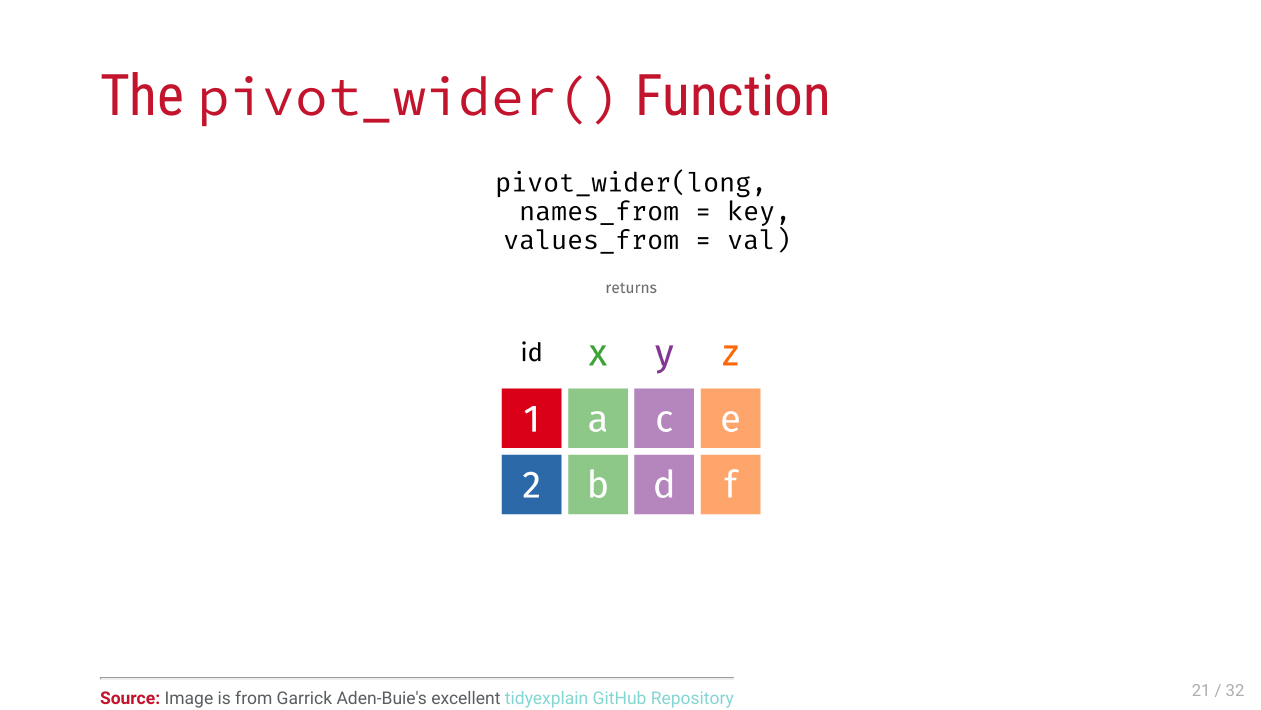 The pivot_wider() Function
pivot_wider(long,
names_from = key,
values_from = val)
returns
id x y z
1 a c e
2 b d f
Source: Image is from Garrick Aden-Buie's excellent tidyexplain GitHub Repository
21 / 32